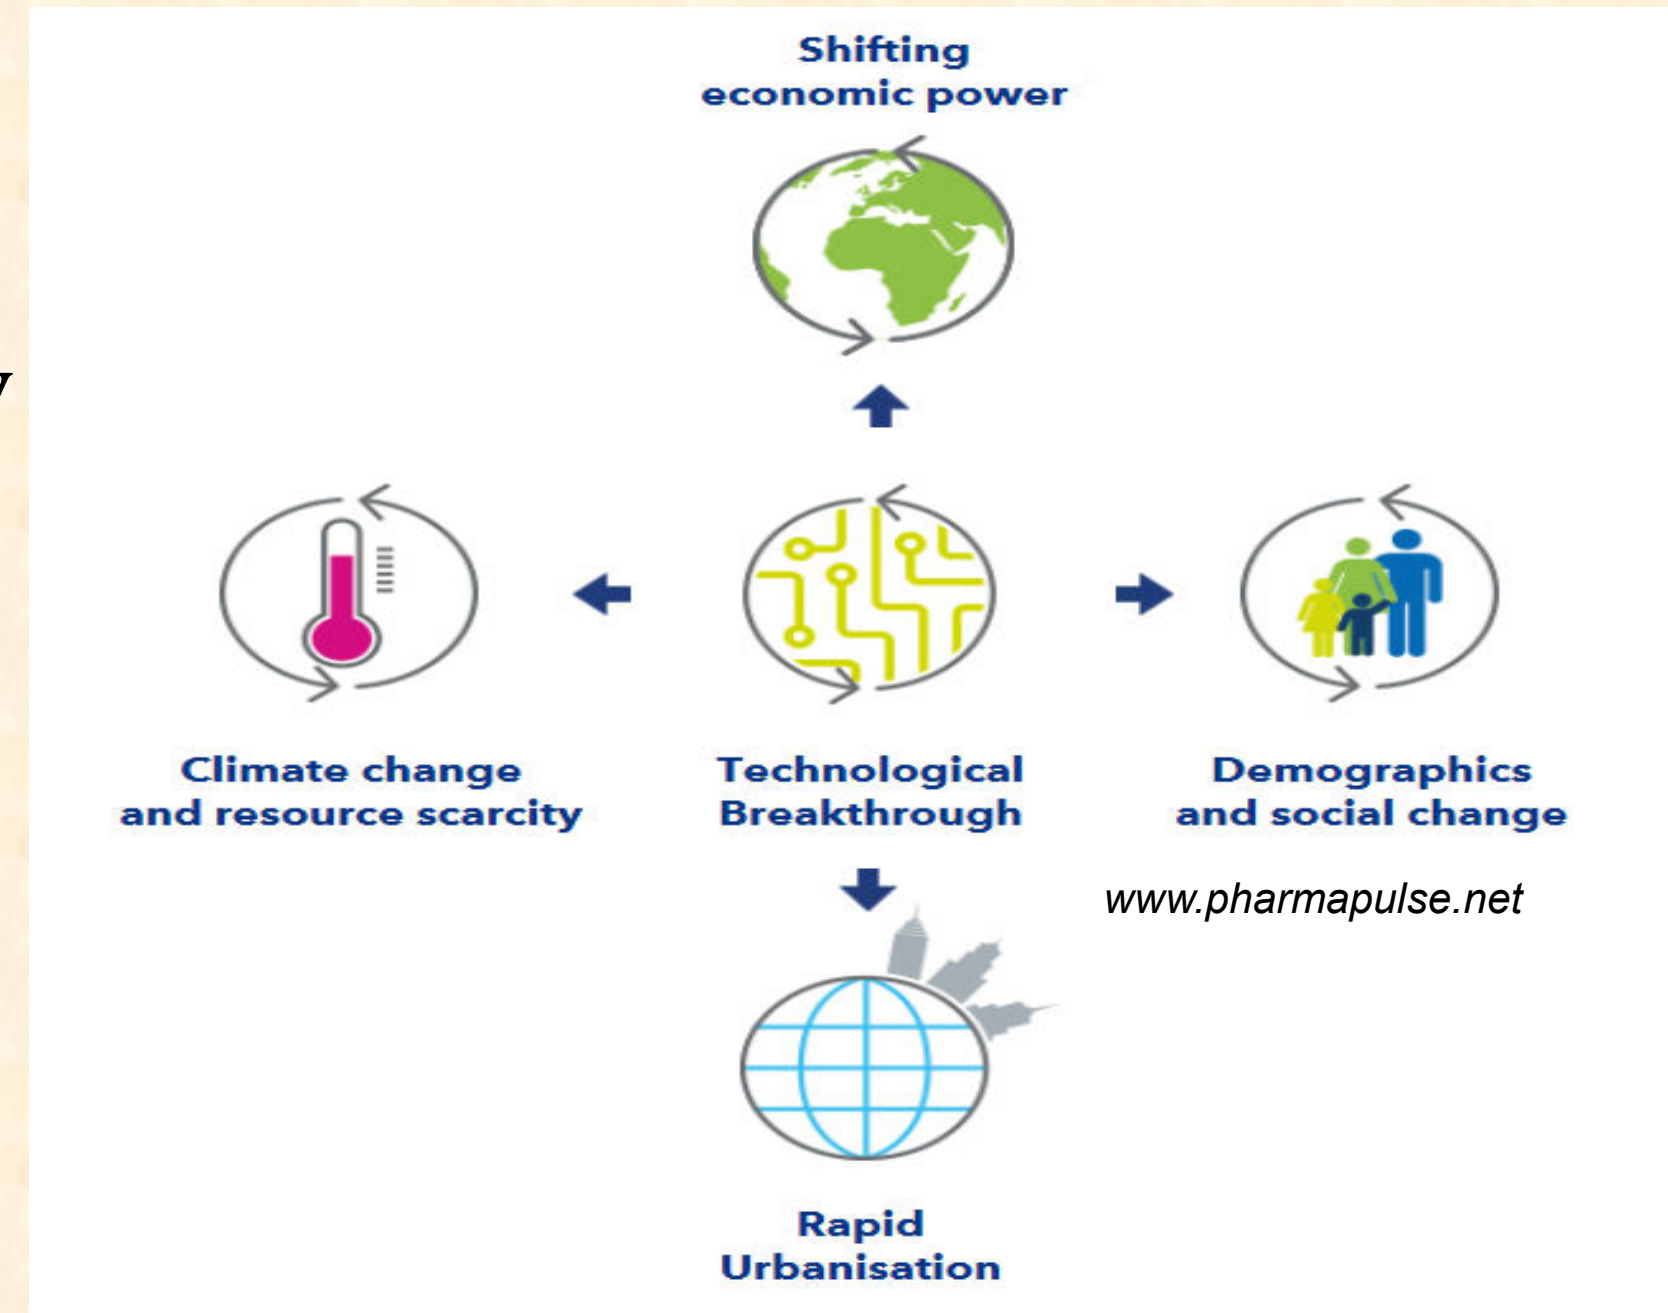 Shifting
economic power
Climate change
and resource scarcity
Technological
Breakthrough
Demographics
and social change
www.pharmapulse.net
Rapid
Urbanisation